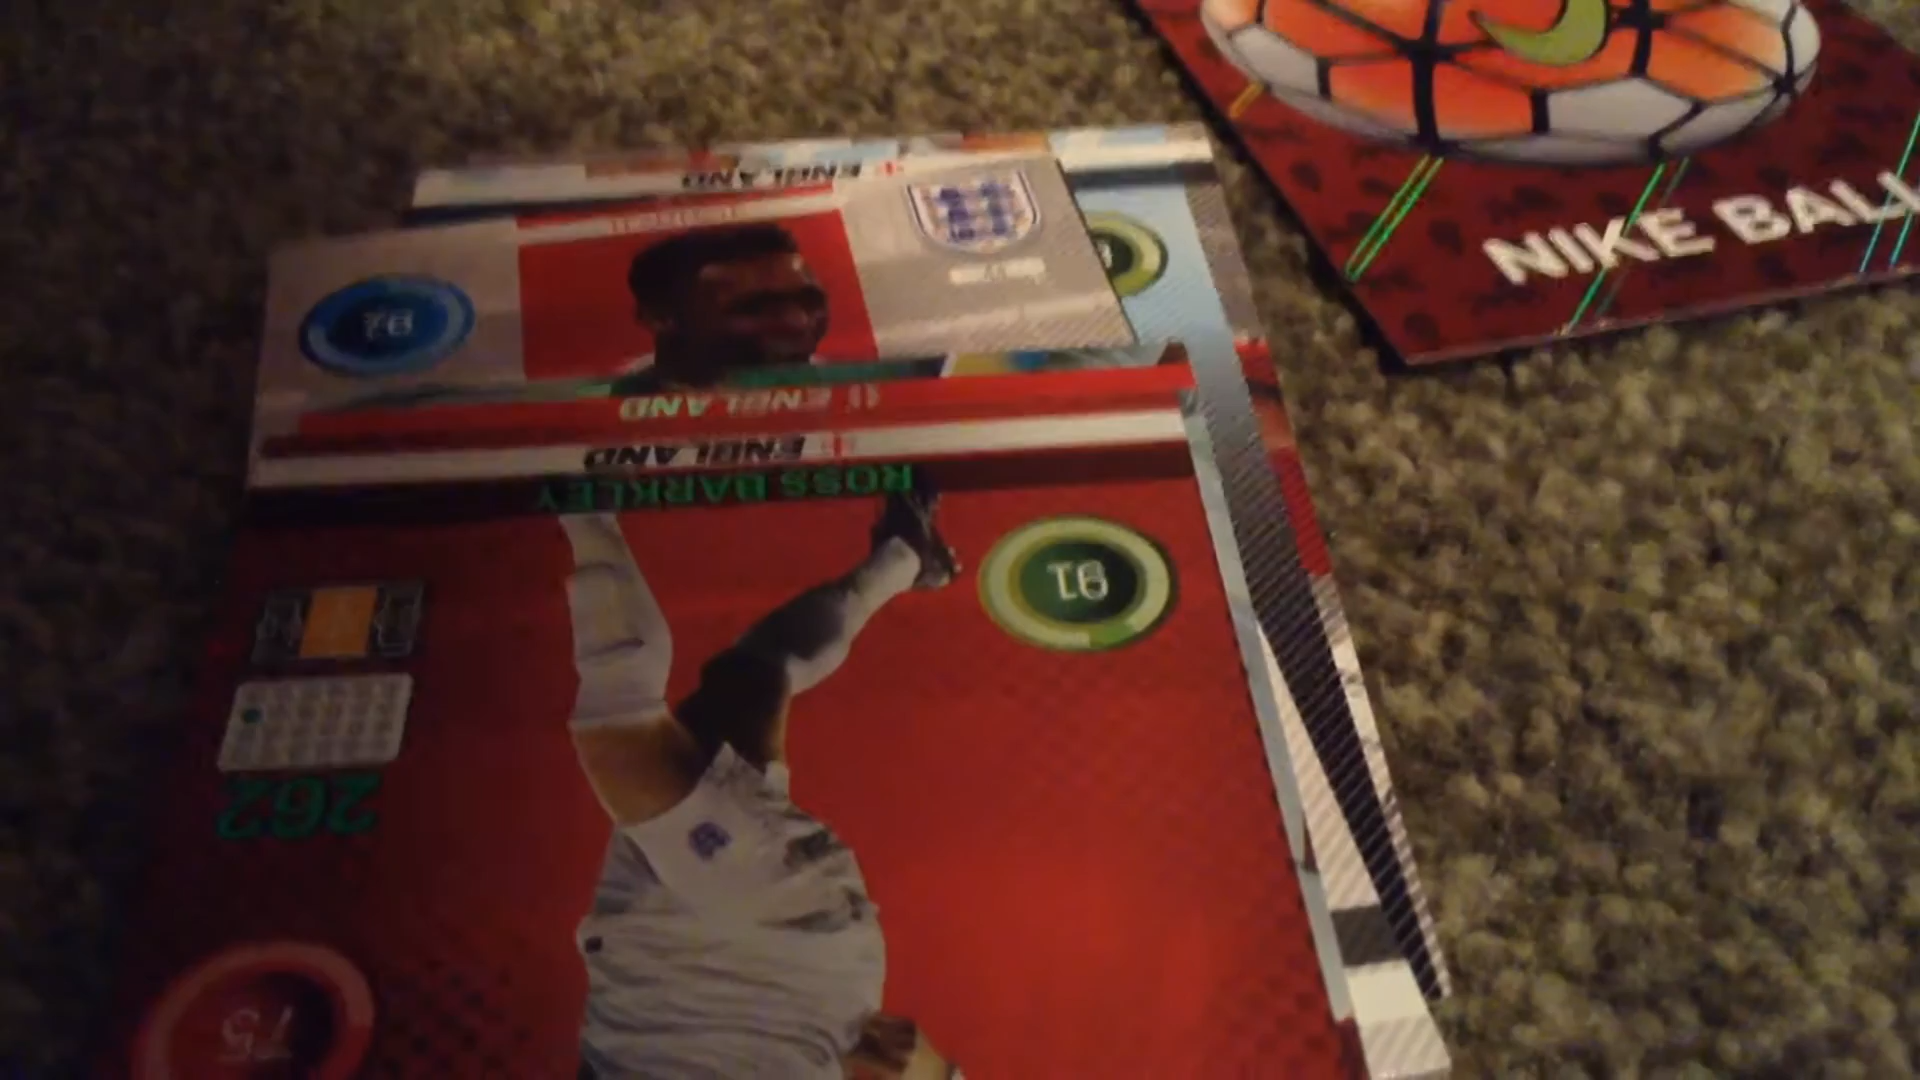 NIKE BALL
ENGLAND
ENGLAND
ENGLAND
ROSS BARKLEY
91
262
75